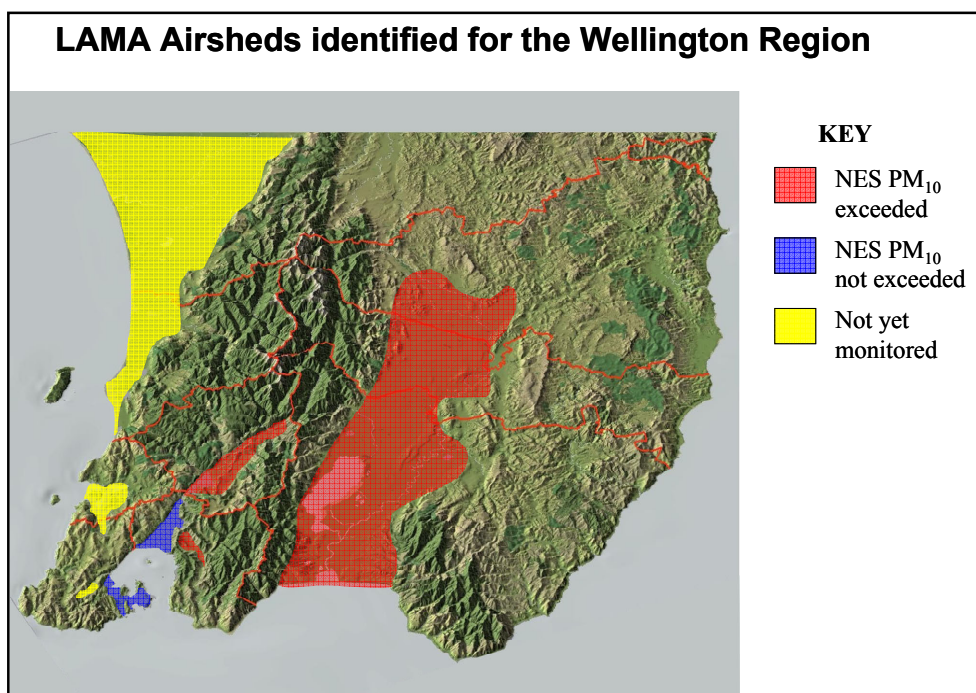 LAMA Airsheds identified for the Wellington Region
KEY
NES PM₁₀
exceeded
NES PM₁₀
not exceeded
Not yet
monitored